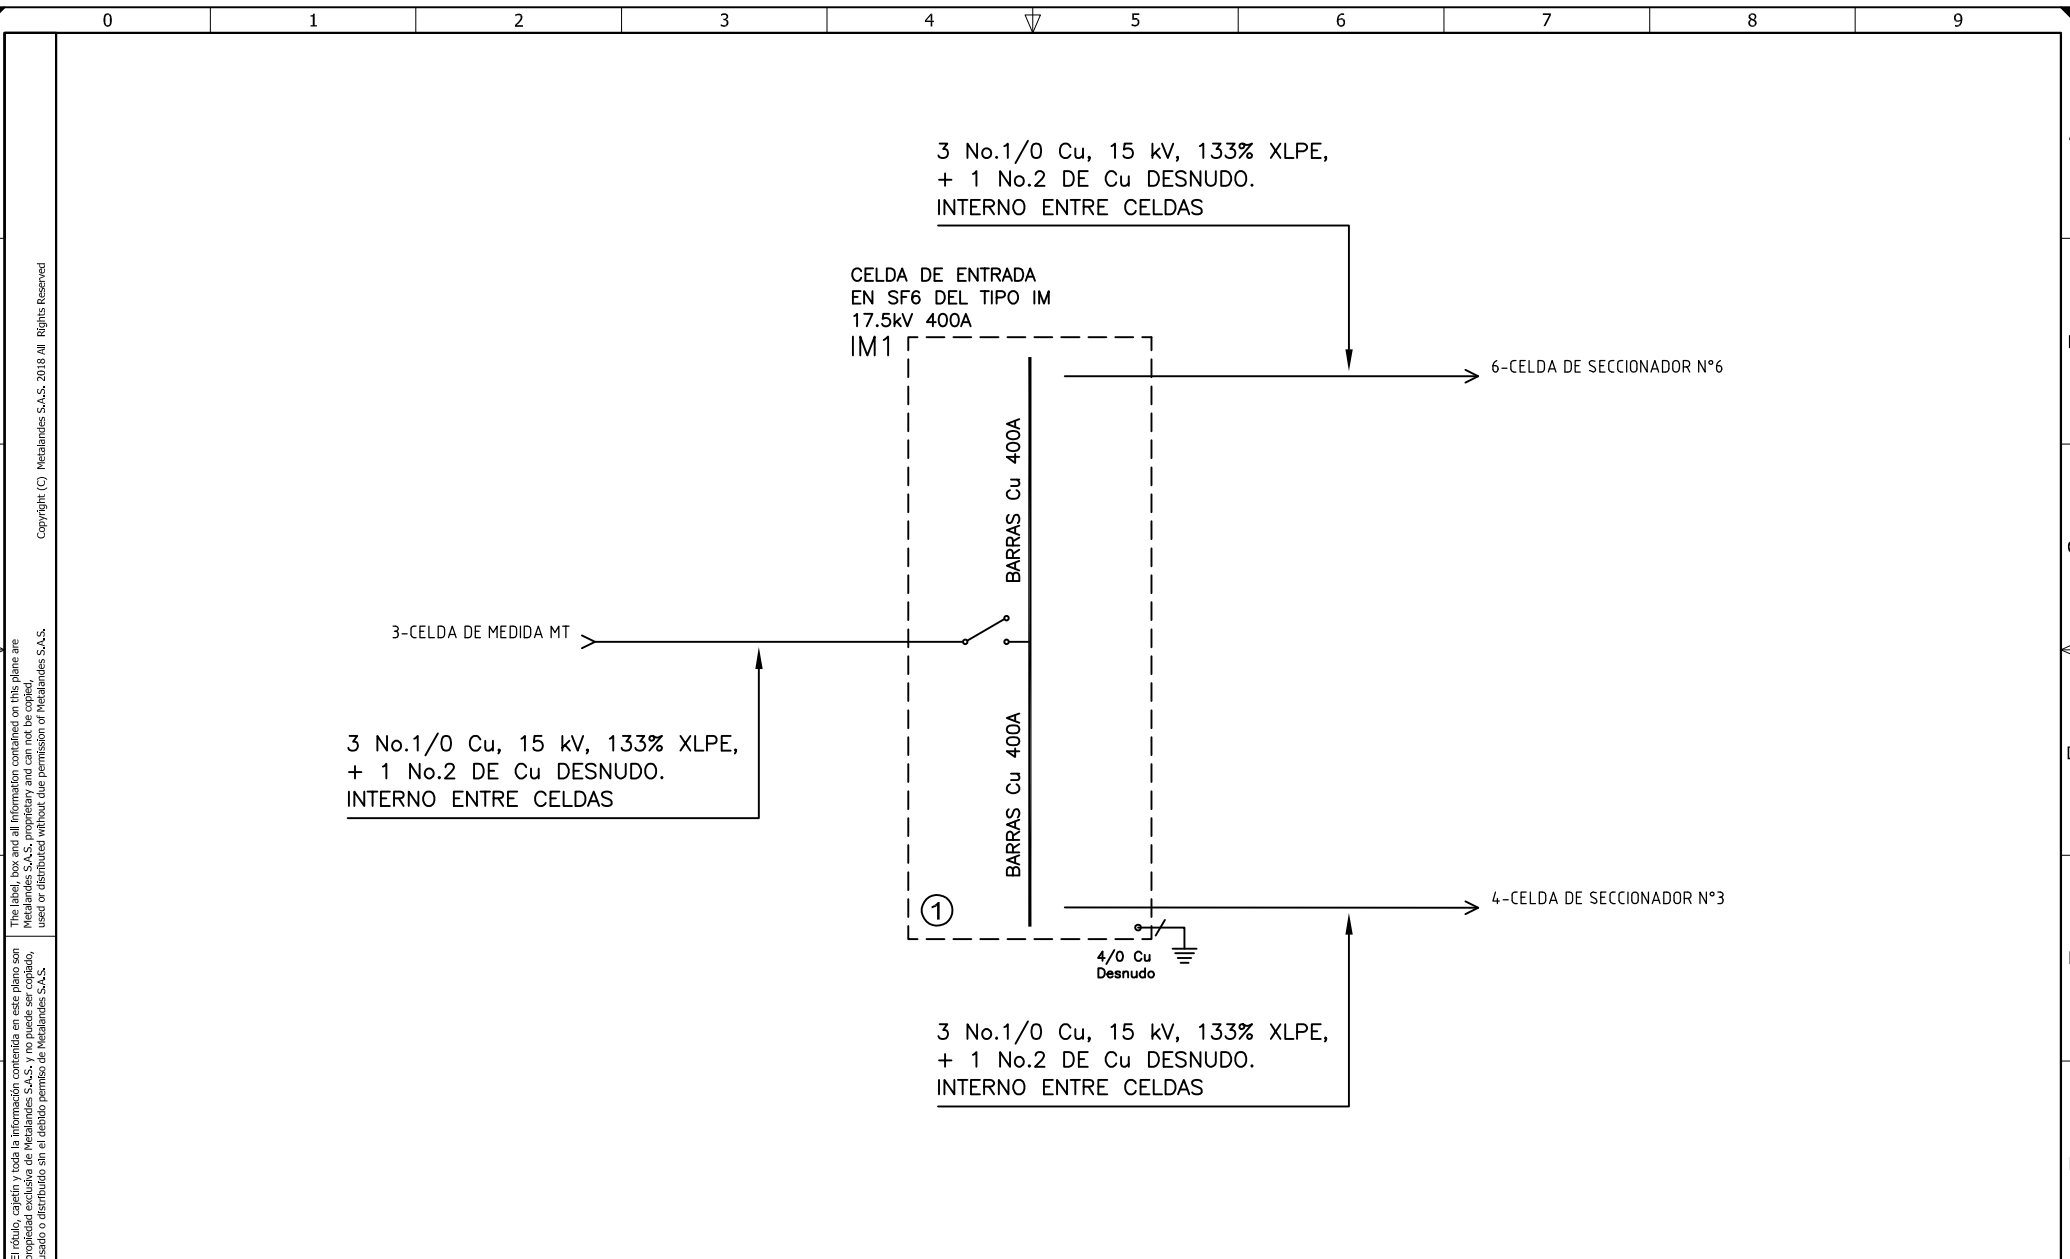 0 1 2 3 4 5 6 7 8 9
3 No.1/0 Cu, 15 kV, 133% XLPE,
+ 1 No.2 DE Cu DESNUDO.
INTERNO ENTRE CELDAS
CELDA DE ENTRADA
EN SF6 DEL TIPO IM
17.5kV 400A
IM1
6-CELDA DE SECCIONADOR N°6
BARRAS Cu 400A
3-CELDA DE MEDIDA MT
3 No.1/0 Cu, 15 kV, 133% XLPE,
+ 1 No.2 DE Cu DESNUDO.
INTERNO ENTRE CELDAS
BARRAS Cu 400A
1
4-CELDA DE SECCIONADOR N°3
4/0 Cu
Desnudo
3 No.1/0 Cu, 15 kV, 133% XLPE,
+ 1 No.2 DE Cu DESNUDO.
INTERNO ENTRE CELDAS
Copyright (C) Metalandes S.A.S. 2018 All Rights Reserved
The label, box and all information contained on this plane are
Metalandes S.A.S. proprietary and can not be copied,
used or distributed without due permission of Metalandes S.A.S.
El rótulo, cajetín y toda la información contenida en este plano son
propiedad exclusiva de Metalandes S.A.S. y no puede ser copiado,
usado o distribuido sin el debido permiso de Metalandes S.A.S.